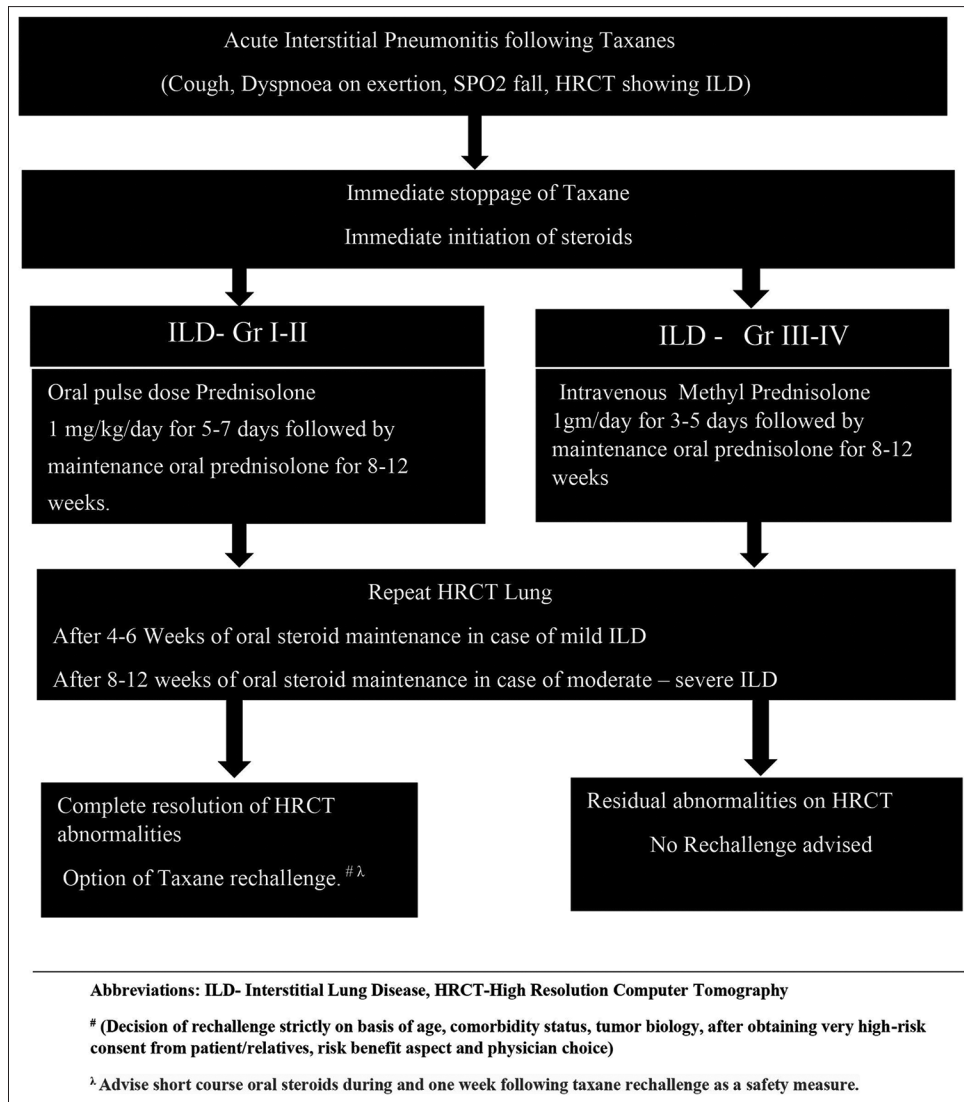 Acute Interstitial Pneumonitis following Taxanes
(Cough, Dyspnoea on exertion, SPO2 fall, HRCT showing ILD)
Immediate stoppage of Taxane
Immediate initiation of steroids
ILD- Gr I-II
Oral pulse dose Prednisolone
1 mg/kg/day for 5-7 days followed by
maintenance oral prednisolone for 8-12
weeks.
ILD - Gr III-IV
Intravenous Methyl Prednisolone
1gm/day for 3-5 days followed by
maintenance oral prednisolone for 8-12
weeks
Repeat HRCT Lung
After 4-6 Weeks of oral steroid maintenance in case of mild ILD
After 8-12 weeks of oral steroid maintenance in case of moderate – severe ILD
Complete resolution of HRCT
abnormalities
Option of Taxane rechallenge. # λ
Residual abnormalities on HRCT
No Rechallenge advised
Abbreviations: ILD- Interstitial Lung Disease, HRCT-High Resolution Computer Tomography
# (Decision of rechallenge strictly on basis of age, comorbidity status, tumor biology, after obtaining very high-risk
consent from patient/relatives, risk benefit aspect and physician choice)
λ Advise short course oral steroids during and one week following taxane rechallenge as a safety measure.